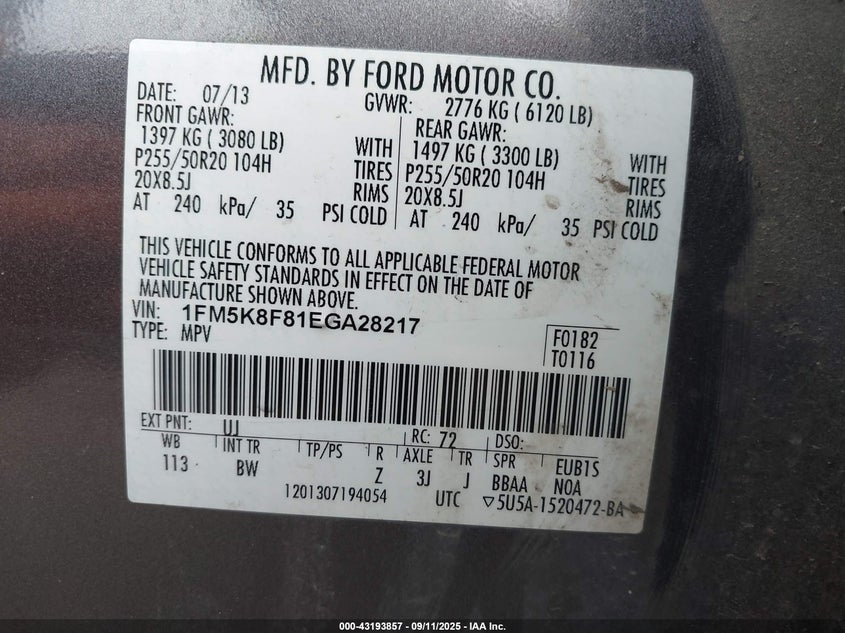 MFD. BY FORD MOTOR CO.
DATE: 07/13 GVWR: 2776 KG ( 6120 LB)
FRONT GAWR: REAR GAWR:
1397 KG ( 3080 LB) WITH 1497 KG ( 3300 LB) WITH
P255/50R20 104H TIRES P255/50R20 104H TIRES
20X8.5J RIMS 20X8.5J RIMS
AT 240 kPa/ 35 PSI COLD AT 240 kPa/ 35 PSI COLD
THIS VEHICLE CONFORMS TO ALL APPLICABLE FEDERAL MOTOR
VEHICLE SAFETY STANDARDS IN EFFECT ON THE DATE OF
MANUFACTURE SHOWN ABOVE.
VIN: 1FM5K8F81EGA28217
TYPE: MPV
F0182
T0116
EXT PNT: UJ RC: 72 DSO:
WB INT TR TP/PS R AXLE TR SPR EUB1S
113 BW Z 3J J BBAA NOA
1201307194054 UTC ▽5U5A-1520472-BA
000-43193857 - 09/11/2025 - IAA Inc.